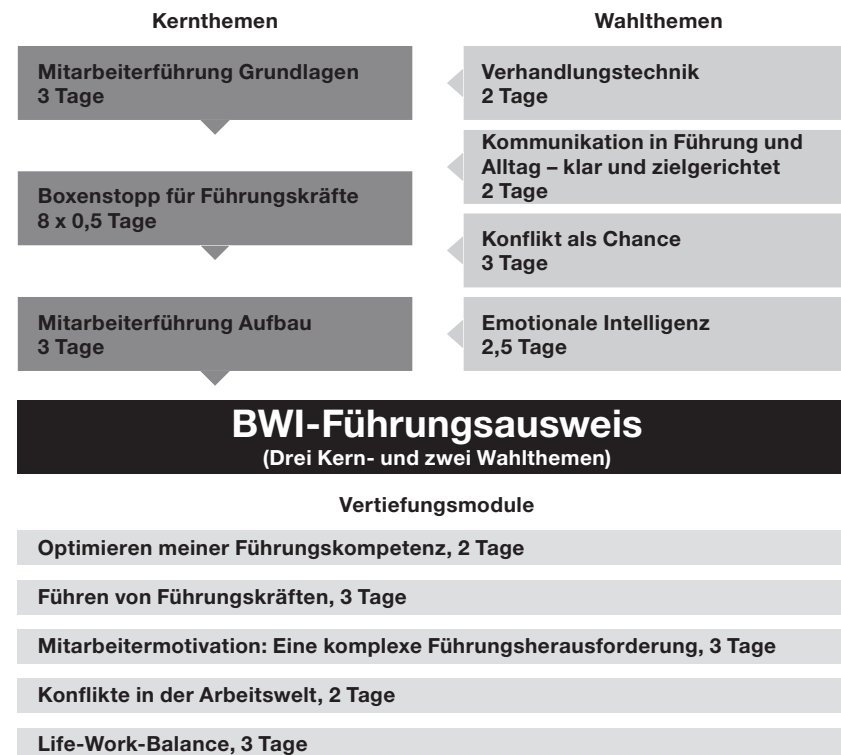 Kernthemen
Mitarbeiterführung Grundlagen
3 Tage
Boxenstopp für Führungskräfte
8 x 0,5 Tage
Mitarbeiterführung Aufbau
3 Tage
Wahlthemen
Verhandlungstechnik
2 Tage
Kommunikation in Führung und
Alltag – klar und zielgerichtet
2 Tage
Konflikt als Chance
3 Tage
Emotionale Intelligenz
2,5 Tage
BWI-Führungsausweis
(Drei Kern- und zwei Wahlthemen)
Vertiefungsmodule
Optimieren meiner Führungskompetenz, 2 Tage
Führen von Führungskräften, 3 Tage
Mitarbeitermotivation: Eine komplexe Führungsherausforderung, 3 Tage
Konflikte in der Arbeitswelt, 2 Tage
Life-Work-Balance, 3 Tage